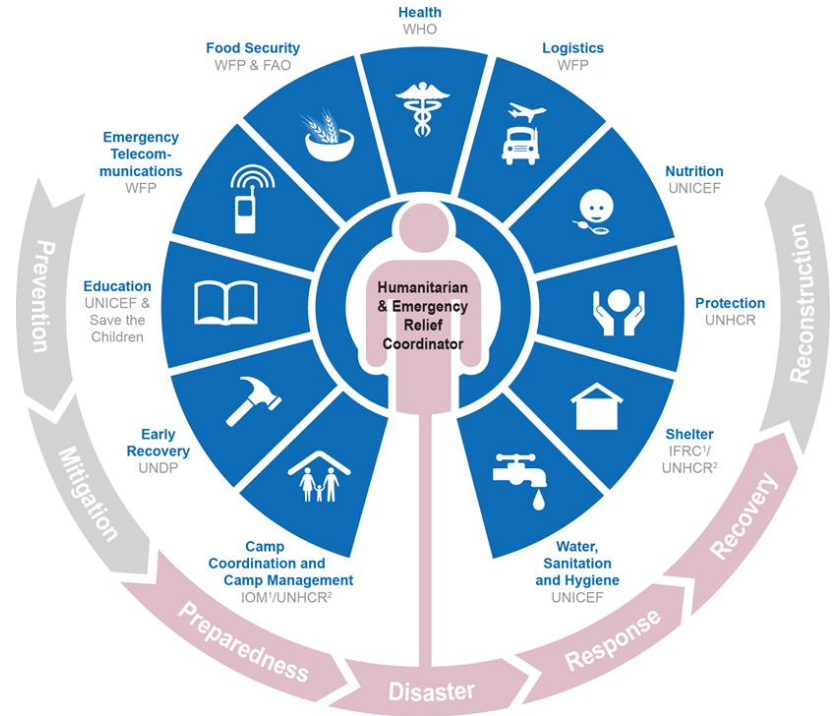 Health
WHO
Food Security
WFP & FAO
Logistics
WFP
Emergency
Telecom-
munications
WFP
Nutrition
UNICEF
Education
UNICEF &
Save the
Children
Humanitarian
& Emergency
Relief
Coordinator
Protection
UNHCR
Early
Recovery
UNDP
Shelter
IFRC¹/
UNHCR²
Camp
Coordination and
Camp Management
IOM¹/UNHCR²
Water,
Sanitation
and Hygiene
UNICEF
Prevention
Mitigation
Preparedness
Disaster
Response
Recovery
Reconstruction